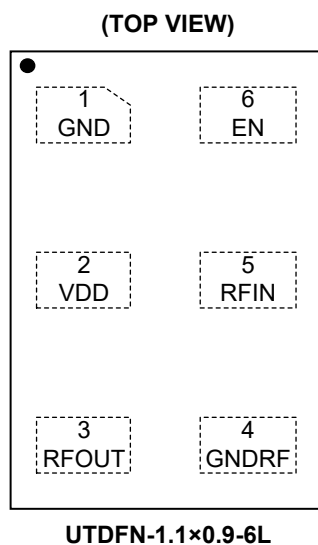 (TOP VIEW)
1
GND
6
EN
2
VDD
5
RFIN
3
RFOUT
4
GNDRF
UTDFN-1.1×0.9-6L